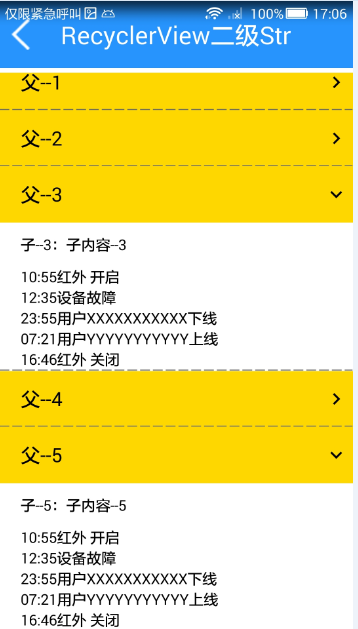 仅限紧急呼叫 100% 17:06
RecyclerView二级Str
父--1
父--2
父--3
子--3：子内容--3
10:55红外 开启
12:35设备故障
23:55用户XXXXXXXXXXX下线
07:21用户YYYYYYYYYYY上线
16:46红外 关闭
父--4
父--5
子--5：子内容--5
10:55红外 开启
12:35设备故障
23:55用户XXXXXXXXXXX下线
07:21用户YYYYYYYYYYY上线
16:46红外 关闭